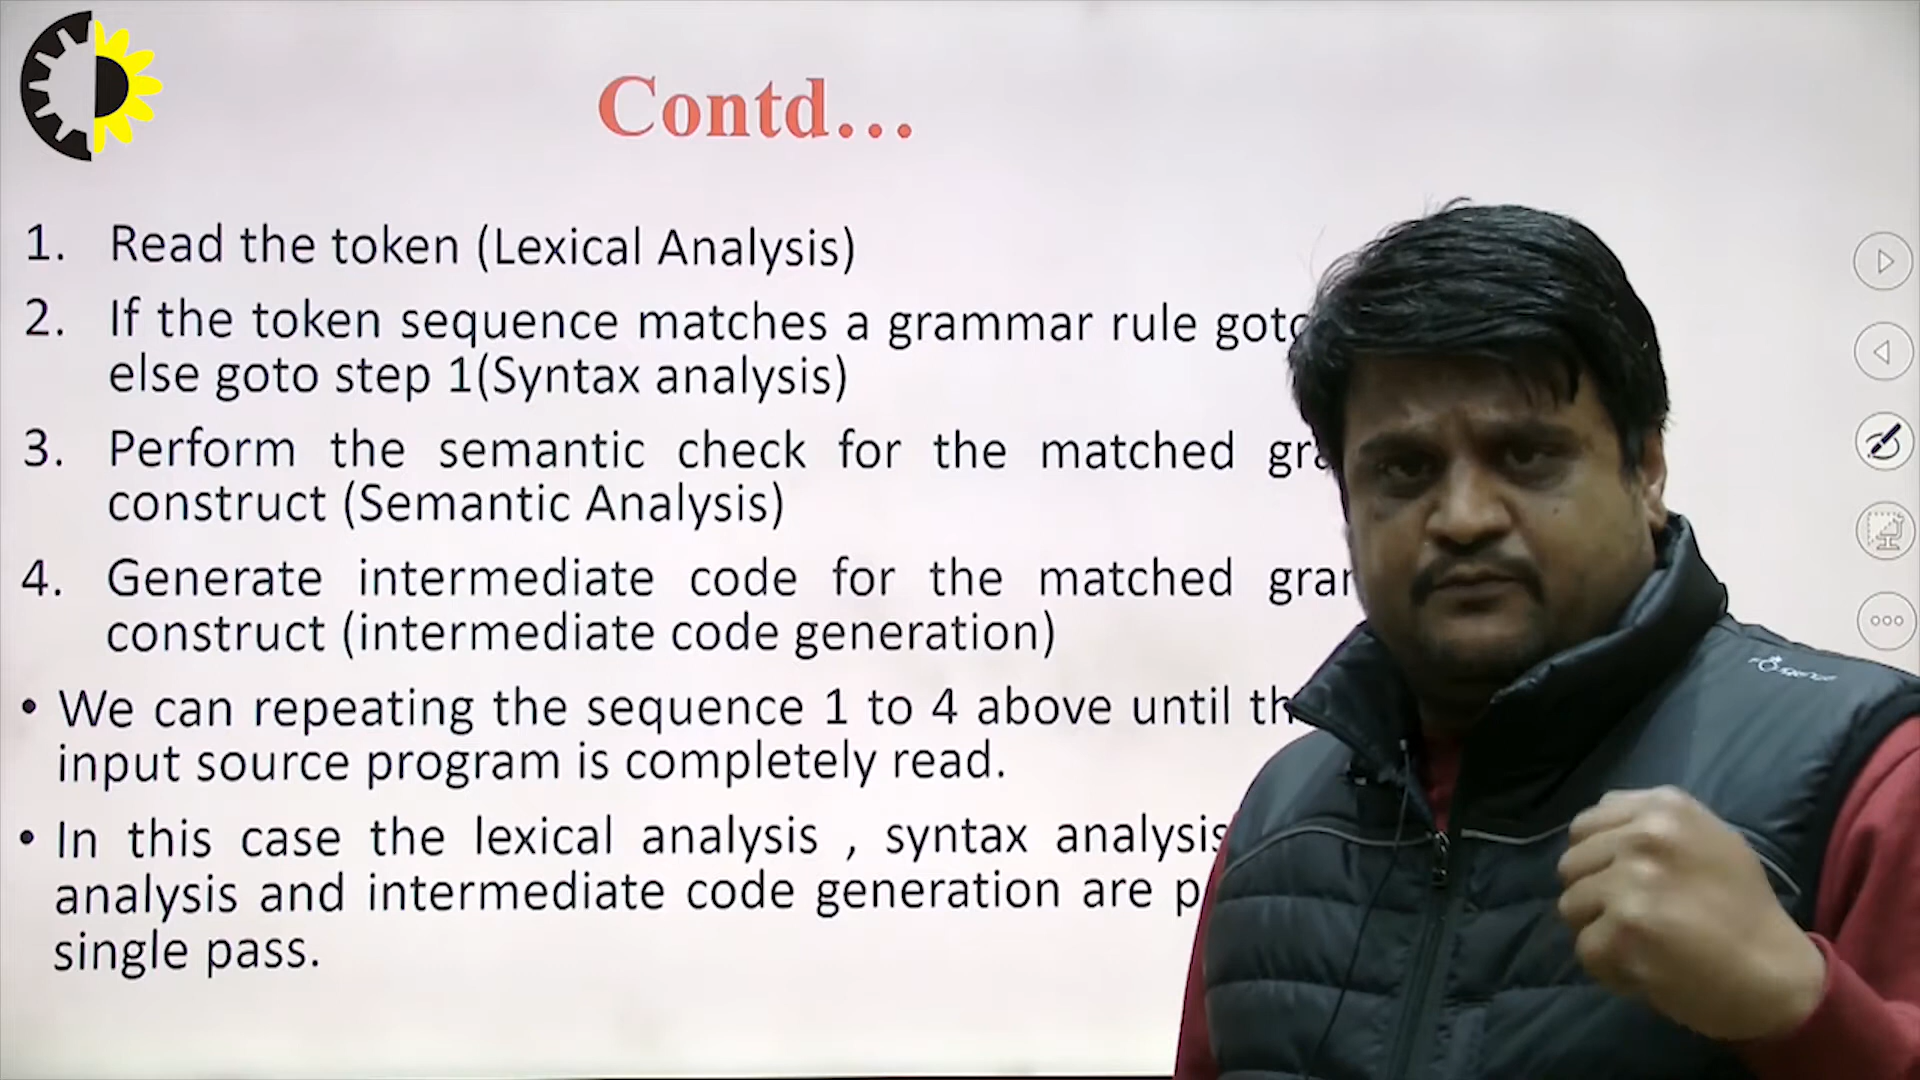 Contd...
1. Read the token (Lexical Analysis)
2. If the token sequence matches a grammar rule goto
else goto step 1(Syntax analysis)
3. Perform the semantic check for the matched
construct (Semantic Analysis)
4. Generate intermediate code for the matched
construct (intermediate code generation)
• We can repeating the sequence 1 to 4 above until
input source program is completely read.
• In this case the lexical analysis , syntax analysis
analysis and intermediate code generation are
single pass.